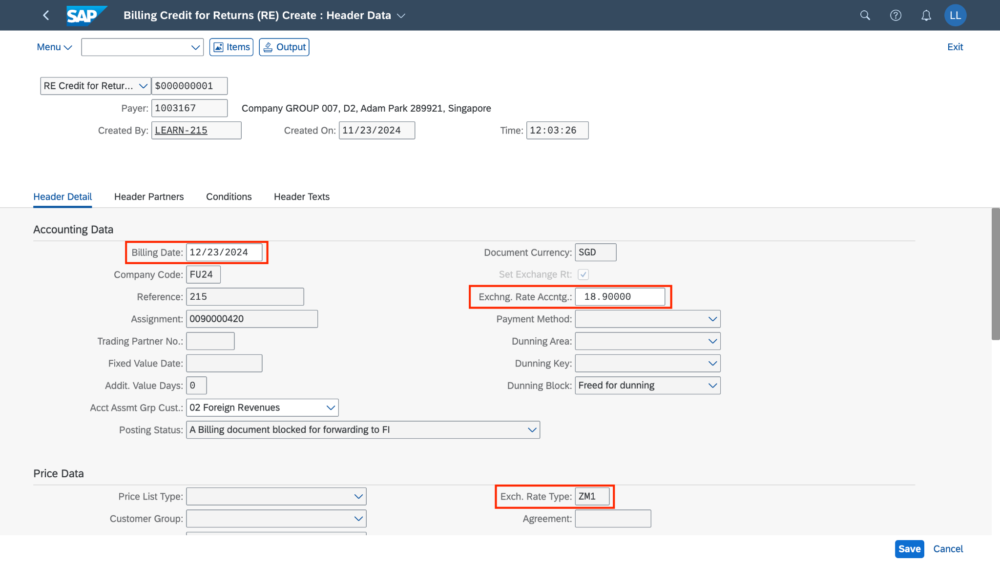 SAP Billing Credit for Returns (RE) Create : Header Data LL
Menu Items Output Exit
RE Credit for Retur... $000000001
Payer: 1003167 Company GROUP 007, D2, Adam Park 289921, Singapore
Created By: LEARN-215 Created On: 11/23/2024 Time: 12:03:26
Header Detail Header Partners Conditions Header Texts
Accounting Data
Billing Date: 12/23/2024 Document Currency: SGD
Company Code: FU24 Set Exchange Rt:
Reference: 215 Exchng. Rate Accntg.: 18.90000
Assignment: 0090000420 Payment Method:
Trading Partner No.: Dunning Area:
Fixed Value Date: Dunning Key:
Addit. Value Days: 0 Dunning Block: Freed for dunning
Acct Assmt Grp Cust.: 02 Foreign Revenues
Posting Status: A Billing document blocked for forwarding to FI
Price Data
Price List Type: Exch. Rate Type: ZM1
Customer Group: Agreement:
Save Cancel